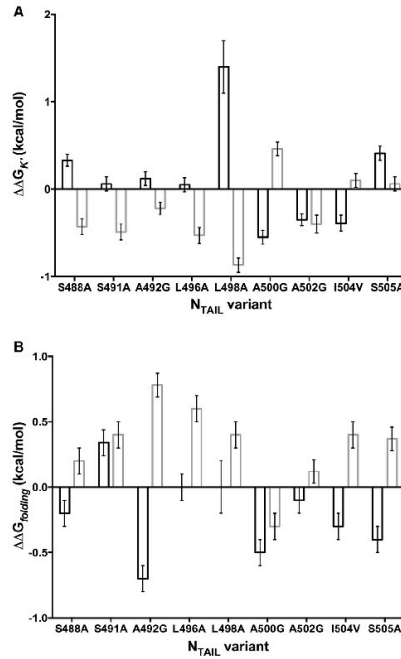 A
ΔΔG_K' (kcal/mol)
2
1
0
-1
S488A S491A A492G L496A L498A A500G A502G I504V S505A
N_TAIL variant
B
ΔΔG_folding (kcal/mol)
1.0
0.5
0.0
-0.5
-1.0
S488A S491A A492G L496A L498A A500G A502G I504V S505A
N_TAIL variant